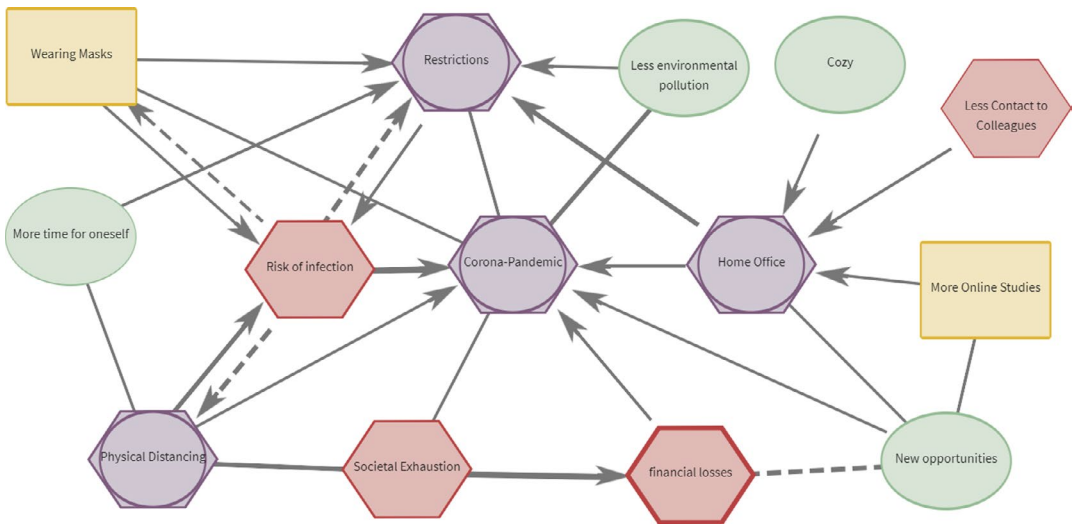 Wearing Masks
Restrictions
Less environmental
pollution
Cozy
Less Contact to
Colleagues
More time for oneself
Risk of infection
Corona-Pandemic
Home Office
More Online Studies
Physical Distancing
Societal Exhaustion
financial losses
New opportunities